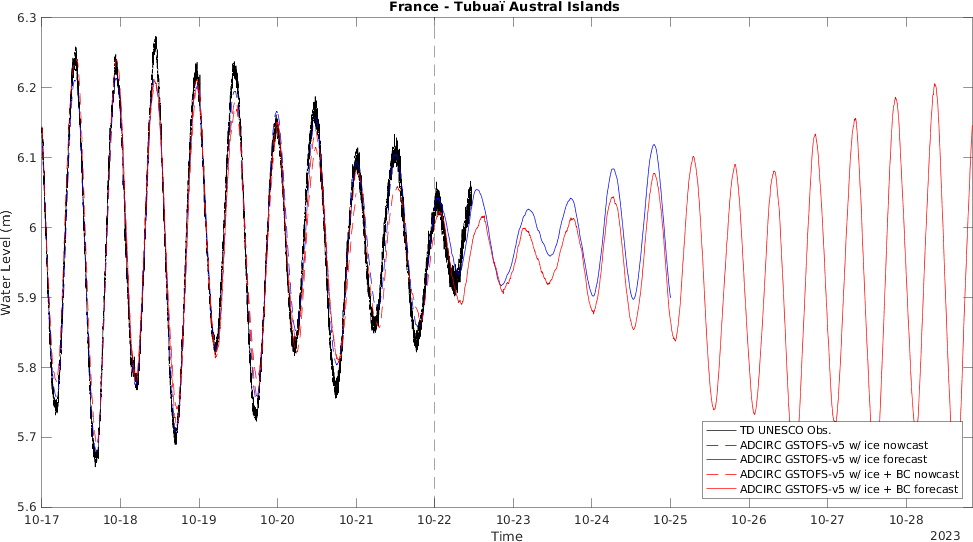 France - Tubuaï Austral Islands
Water Level (m)
6.3
6.2
6.1
6
5.9
5.8
5.7
5.6
10-17 10-18 10-19 10-20 10-21 10-22 10-23 10-24 10-25 10-26 10-27 10-28
Time
2023
TD UNESCO Obs.
ADCIRC GSTOFS-v5 w/ ice nowcast
ADCIRC GSTOFS-v5 w/ ice forecast
ADCIRC GSTOFS-v5 w/ ice + BC nowcast
ADCIRC GSTOFS-v5 w/ ice + BC forecast